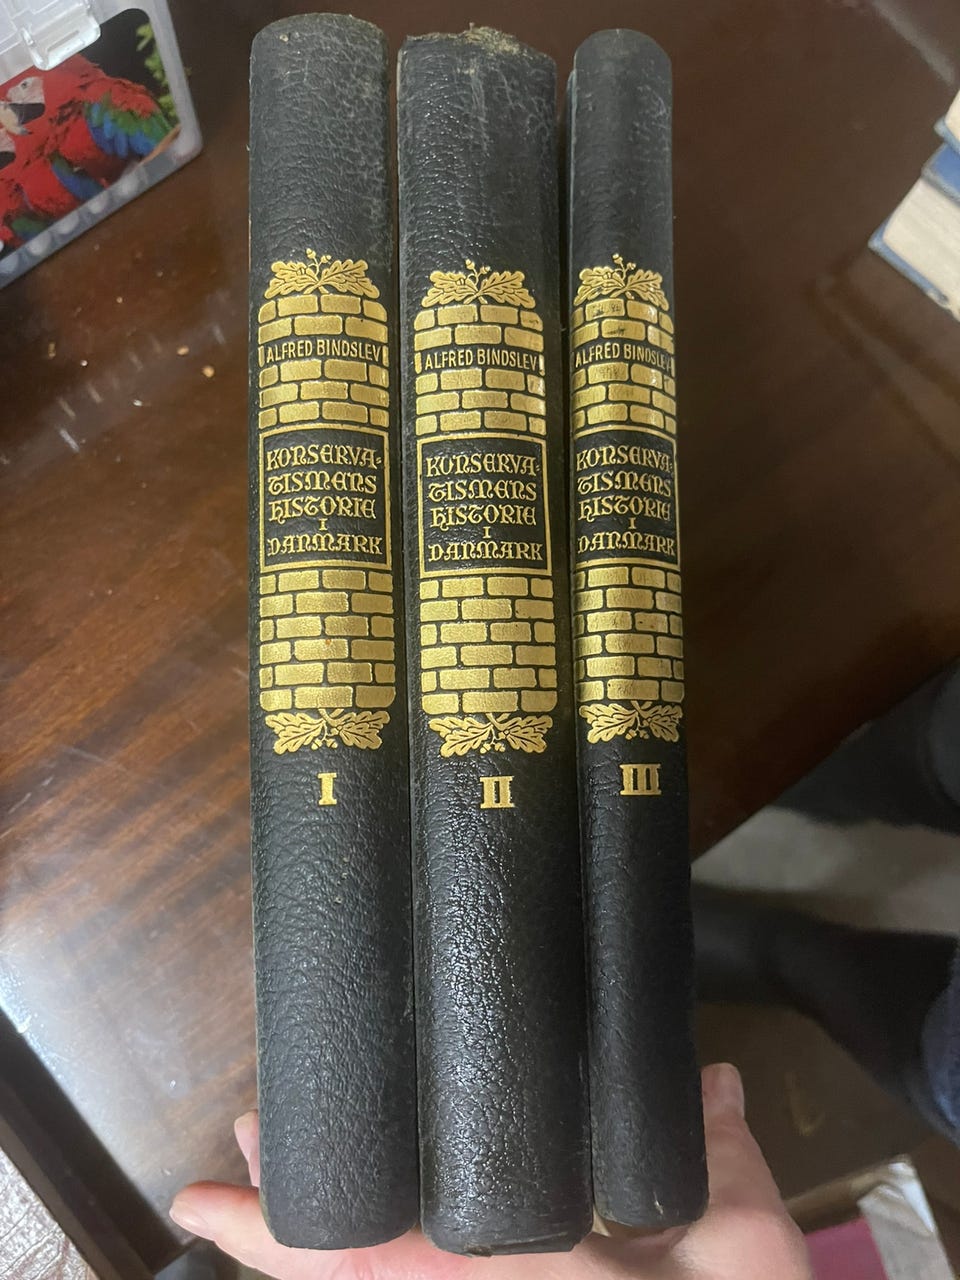 ALFRED BINDSLEV
KONSERVA-
TISMENS
HISTORIE
I
DANMARK
I
ALFRED BINDSLEV
KONSERVA-
TISMENS
HISTORIE
I
DANMARK
II
ALFRED BINDSLEV
KONSERVA-
TISMENS
HISTORIE
I
DANMARK
III